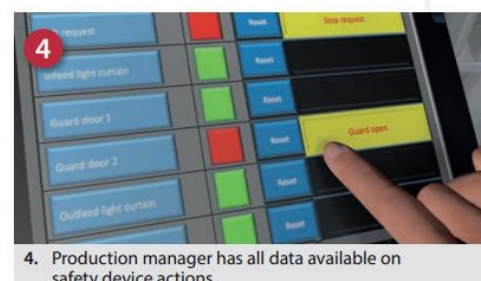 request Reset Stop request
4
Infeed light curtain Reset
Guard door 1 Reset
Guard door 2 Reset Guard open
Outfeed light curtain Reset
Reset
4. Production manager has all data available on
safety device actions